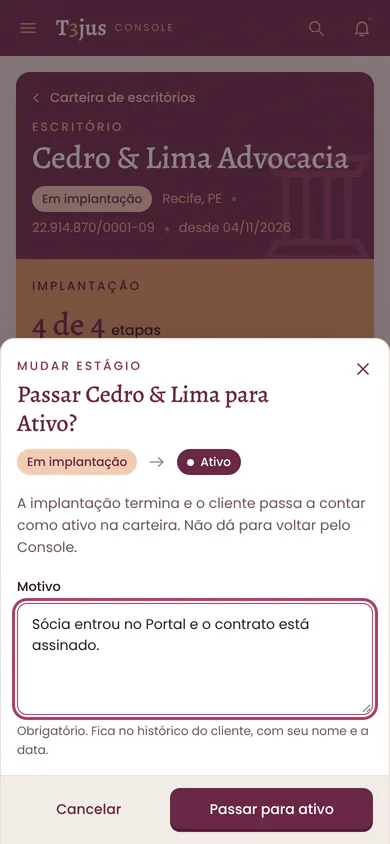 T3jus CONSOLE
Carteira de escritórios
ESCRITÓRIO
Cedro & Lima Advocacia
Em implantação Recife, PE •
22.914.870/0001-09 • desde 04/11/2026
IMPLANTAÇÃO
4 de 4 etapas
MUDAR ESTÁGIO
Passar Cedro & Lima para
Ativo?
Em implantação → Ativo
A implantação termina e o cliente passa a contar
como ativo na carteira. Não dá para voltar pelo
Console.
Motivo
Sócia entrou no Portal e o contrato está
assinado.
Obrigatório. Fica no histórico do cliente, com seu nome e a
data.
Cancelar Passar para ativo